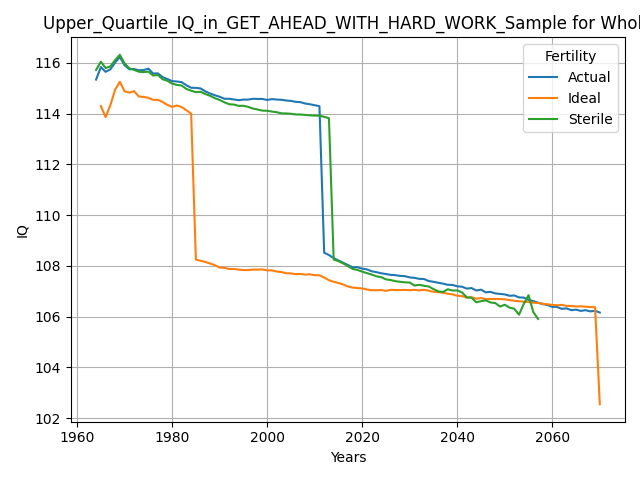 Upper_Quartile_IQ_in_GET_AHEAD_WITH_HARD_WORK_Sample for Whol
116
114
112
110
108
106
104
102
IQ
1960
1980
2000
2020
2040
2060
Years
Fertility
Actual
Ideal
Sterile